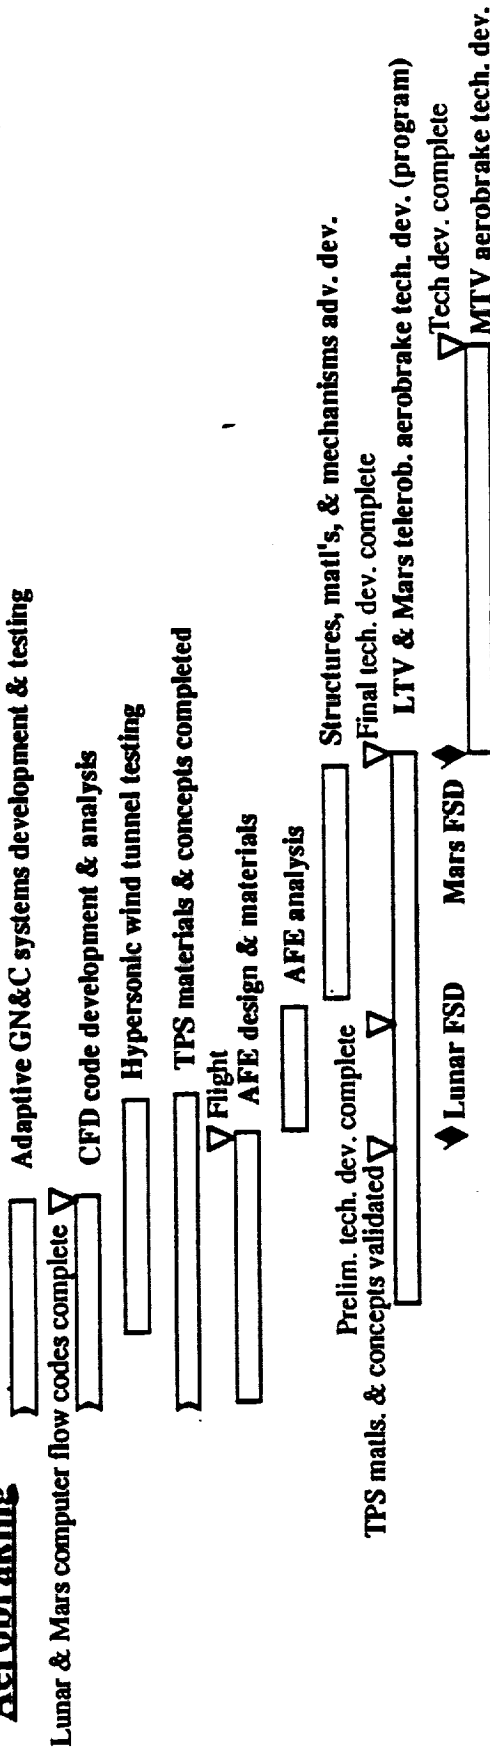 Aerobraking
Adaptive GN&C systems development & testing
Lunar & Mars computer flow codes complete
CFD code development & analysis
Hypersonic wind tunnel testing
TPS materials & concepts completed
Flight
AFE design & materials
AFE analysis
Structures, matl's, & mechanisms adv. dev.
Prelim. tech. dev. complete
Final tech. dev. complete
TPS matls. & concepts validated
LTV & Mars telerob. aerobrake tech. dev. (program)
Lunar FSD
Mars FSD
Tech dev. complete
MTV aerobrake tech. dev.